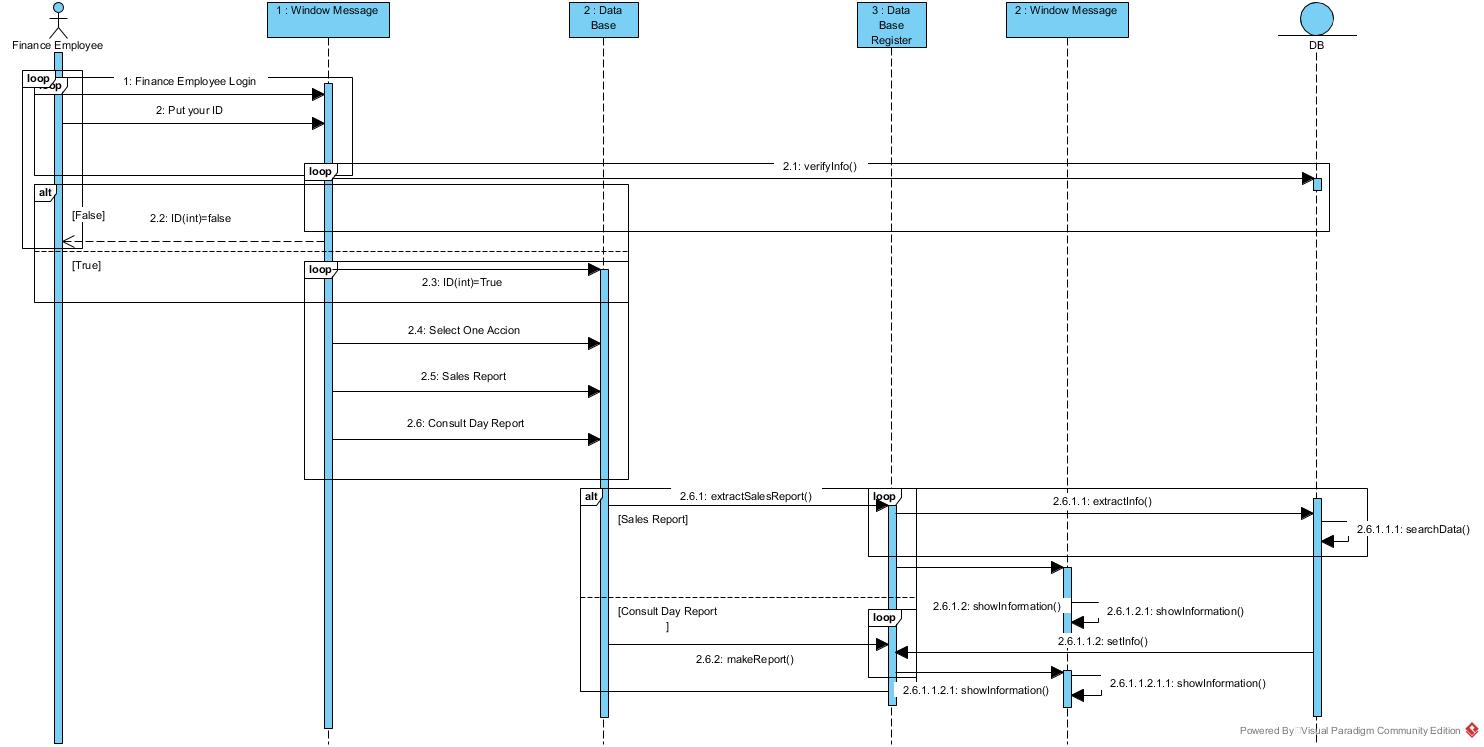 1 : Window Message
2 : Data
Base
3 : Data
Base
Register
2 : Window Message
Finance Employee
DB
loop
loop
1: Finance Employee Login
2: Put your ID
loop
2.1: verifyInfo()
alt
[False]
2.2: ID(int)=false
[True]
loop
2.3: ID(int)=True
2.4: Select One Accion
2.5: Sales Report
2.6: Consult Day Report
alt
2.6.1: extractSalesReport()
loop
2.6.1.1: extractInfo()
[Sales Report]
2.6.1.1.1: searchData()
[Consult Day Report
]
2.6.1.2: showInformation()
2.6.1.2.1: showInformation()
loop
2.6.1.1.2: setInfo()
2.6.2: makeReport()
2.6.1.1.2.1: showInformation()
2.6.1.1.2.1.1: showInformation()
Powered By Visual Paradigm Community Edition